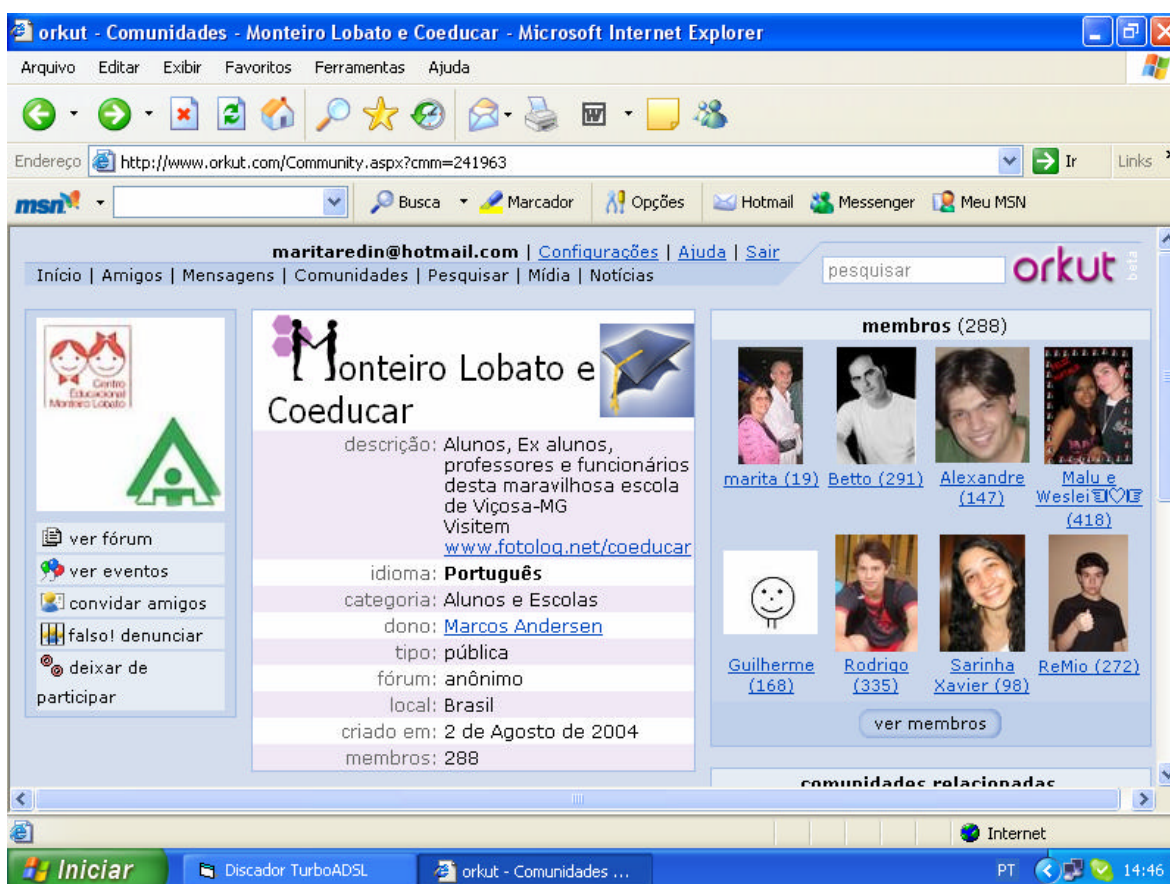 orkut - Comunidades - Monteiro Lobato e Coeducar - Microsoft Internet Explorer
Arquivo Editar Exibir Favoritos Ferramentas Ajuda
Endereço http://www.orkut.com/Community.aspx?cmm=241963 Ir Links
msn Busca Marcador Opções Hotmail Messenger Meu MSN
maritaredin@hotmail.com | Configurações | Ajuda | Sair
Início | Amigos | Mensagens | Comunidades | Pesquisar | Mídia | Notícias
pesquisar orkut beta
Centro
Educacional
Monteiro Lobato
ver fórum
ver eventos
convidar amigos
falso! denunciar
deixar de
participar
Monteiro Lobato e
Coeducar
descrição: Alunos, Ex alunos,
professores e funcionários
desta maravilhosa escola
de Viçosa-MG
Visitem
www.fotolog.net/coeducar
idioma: Português
categoria: Alunos e Escolas
dono: Marcos Andersen
tipo: pública
fórum: anônimo
local: Brasil
criado em: 2 de Agosto de 2004
membros: 288
membros (288)
marita (19) Betto (291) Alexandre (147) Malu e
Weslei
(418)
Guilherme
(168)
Rodrigo
(335)
Sarinha
Xavier (98)
ReMio (272)
ver membros
comunidades relacionadas
Internet
Iniciar Discador TurboADSL orkut - Comunidades ... PT 14:46